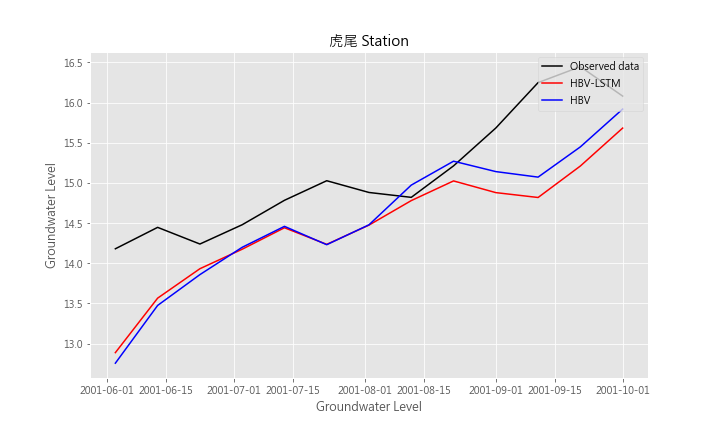 虎尾 Station
Observed data
HBV-LSTM
HBV
16.5
16.0
15.5
15.0
14.5
14.0
13.5
13.0
Groundwater Level
2001-06-01 2001-06-15 2001-07-01 2001-07-15 2001-08-01 2001-08-15 2001-09-01 2001-09-15 2001-10-01
Groundwater Level